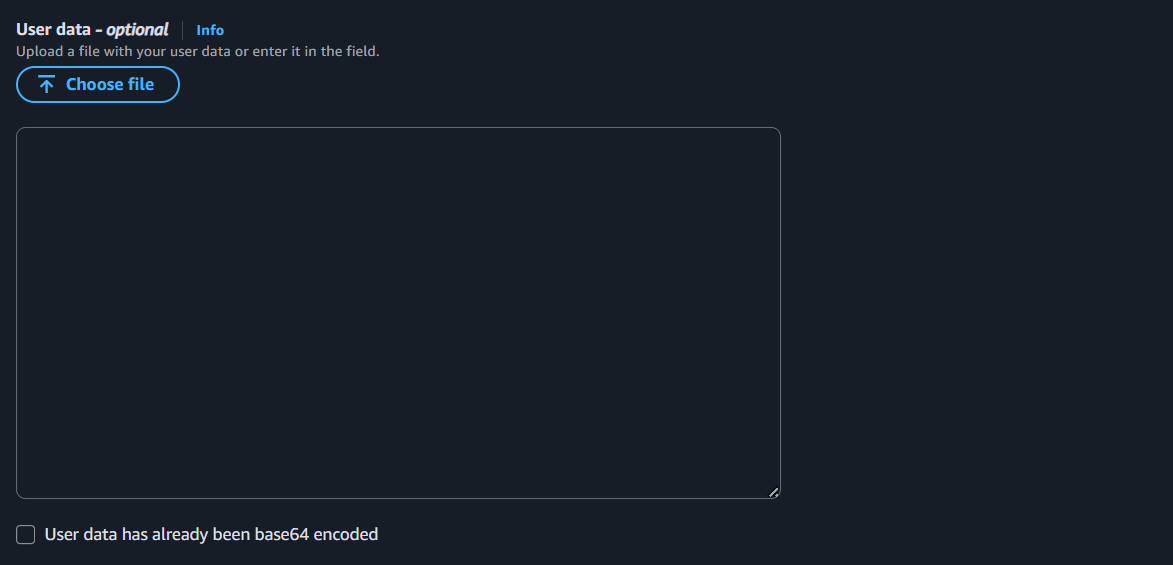 User data - optional Info
Upload a file with your user data or enter it in the field.
Choose file
User data has already been base64 encoded